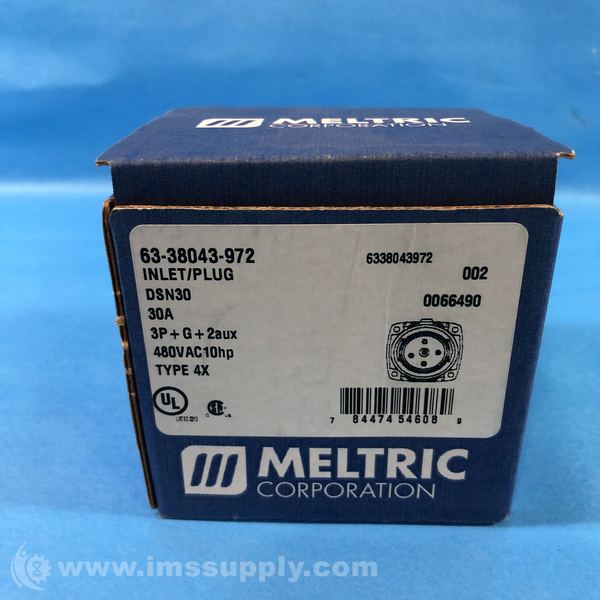 MELTRIC
CORPORATION
63-38043-972
6338043972
INLET/PLUG
002
DSN30
0066490
30A
3P+G+2aux
480VAC10hp
TYPE 4X
UL
7 84474 54608 9
MELTRIC
CORPORATION
www.imssupply.com